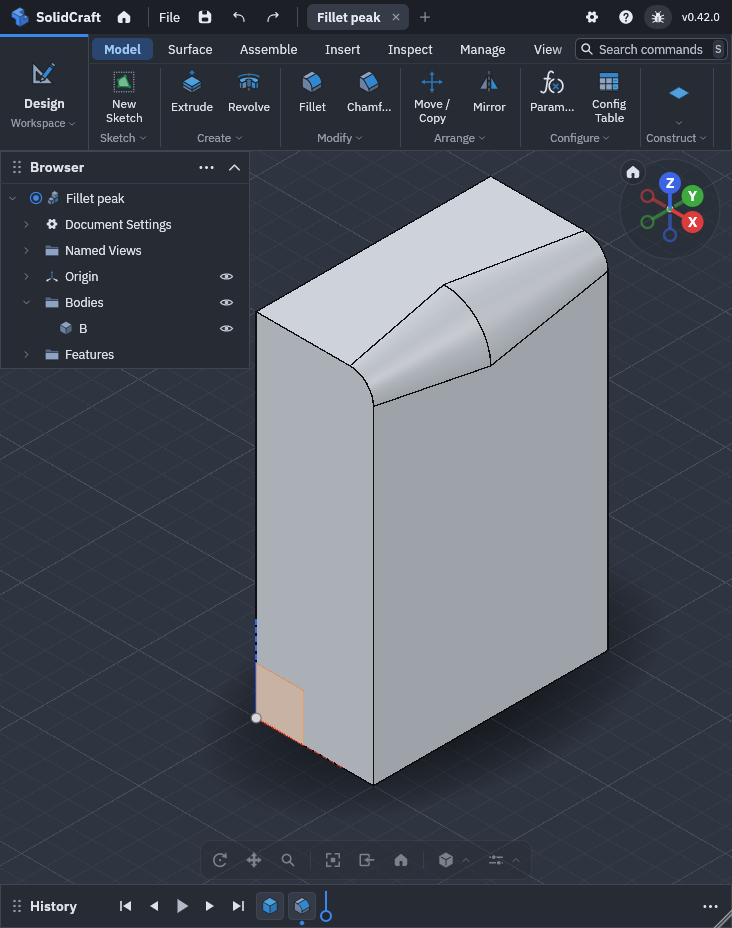 SolidCraft
File
Fillet peak
v0.42.0
Design
Workspace
Model
Surface
Assemble
Insert
Inspect
Manage
View
Search commands
S
New Sketch
Extrude
Revolve
Fillet
Chamf...
Move / Copy
Mirror
Param...
Config Table
Sketch
Create
Modify
Arrange
Configure
Construct
Browser
Fillet peak
Document Settings
Named Views
Origin
Bodies
B
Features
Z
Y
X
History